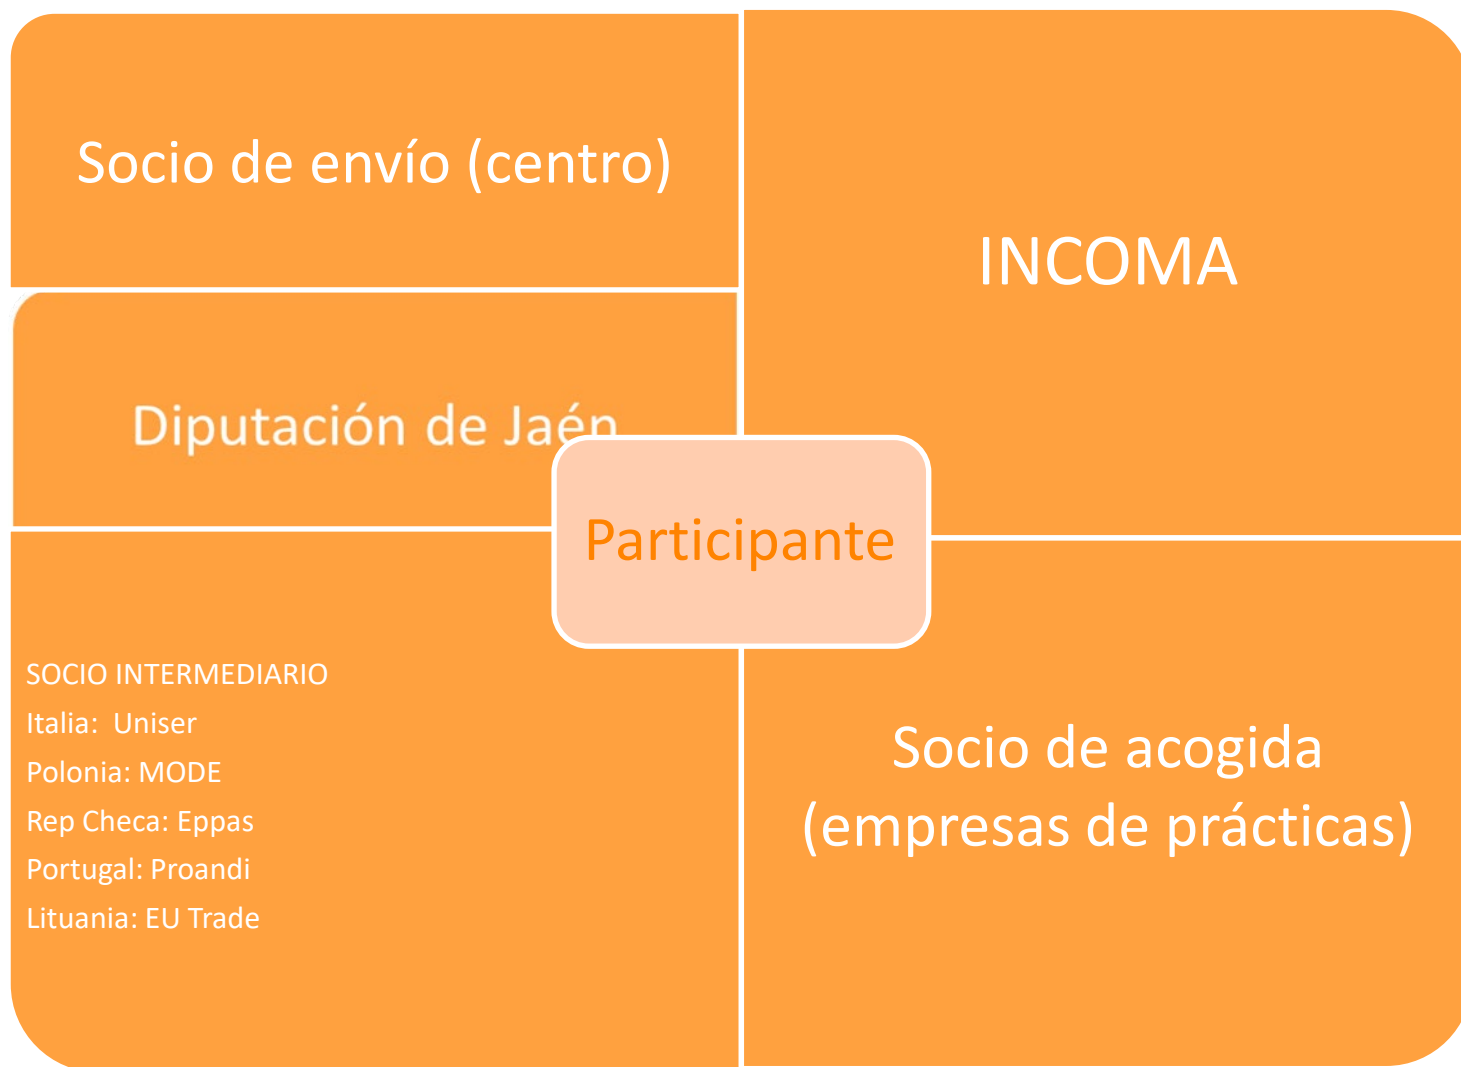 Socio de envío (centro)
INCOMA
Diputación de Jaén
Participante
SOCIO INTERMEDIARIO
Italia:  Uniser
Polonia: MODE
Rep Checa: Eppas
Portugal: Proandi
Lituania: EU Trade
Socio de acogida
(empresas de prácticas)